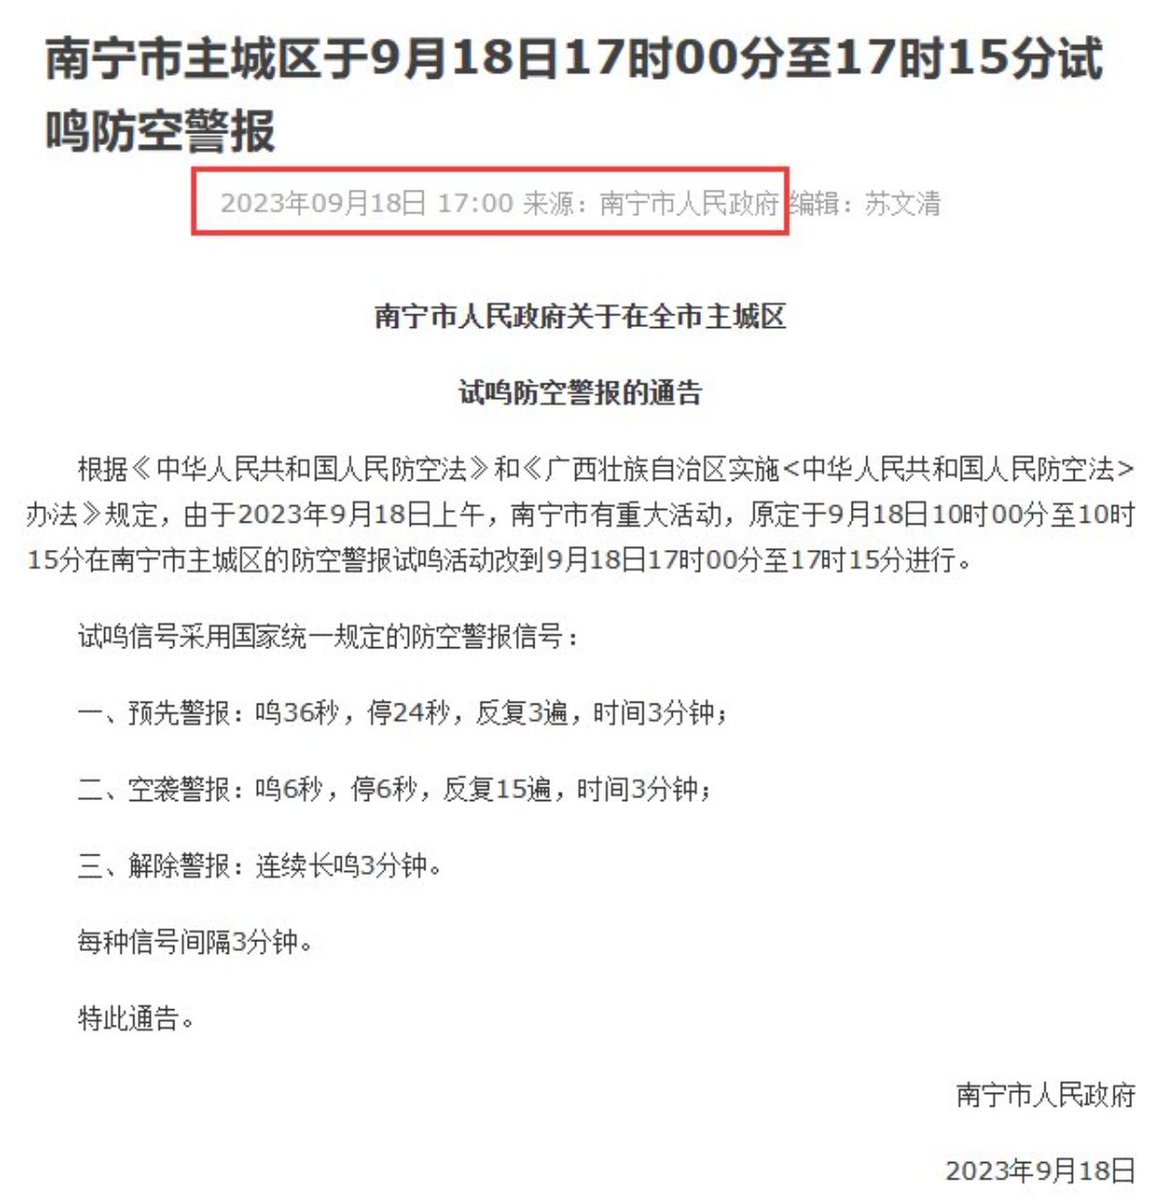 南宁市主城区于9月18日17时00分至17时15分试
鸣防空警报
2023年09月18日 17:00 来源：南宁市人民政府 编辑：苏文清
南宁市人民政府关于在全市主城区
试鸣防空警报的通告
根据《中华人民共和国人民防空法》和《广西壮族自治区实施<中华人民共和国人民防空法>
办法》规定，由于2023年9月18日上午，南宁市有重大活动，原定于9月18日10时00分至10时
15分在南宁市主城区的防空警报试鸣活动改到9月18日17时00分至17时15分进行。
试鸣信号采用国家统一规定的防空警报信号：
一、预先警报：鸣36秒，停24秒，反复3遍，时间3分钟；
二、空袭警报：鸣6秒，停6秒，反复15遍，时间3分钟；
三、解除警报：连续长鸣3分钟。
每种信号间隔3分钟。
特此通告。
南宁市人民政府
2023年9月18日